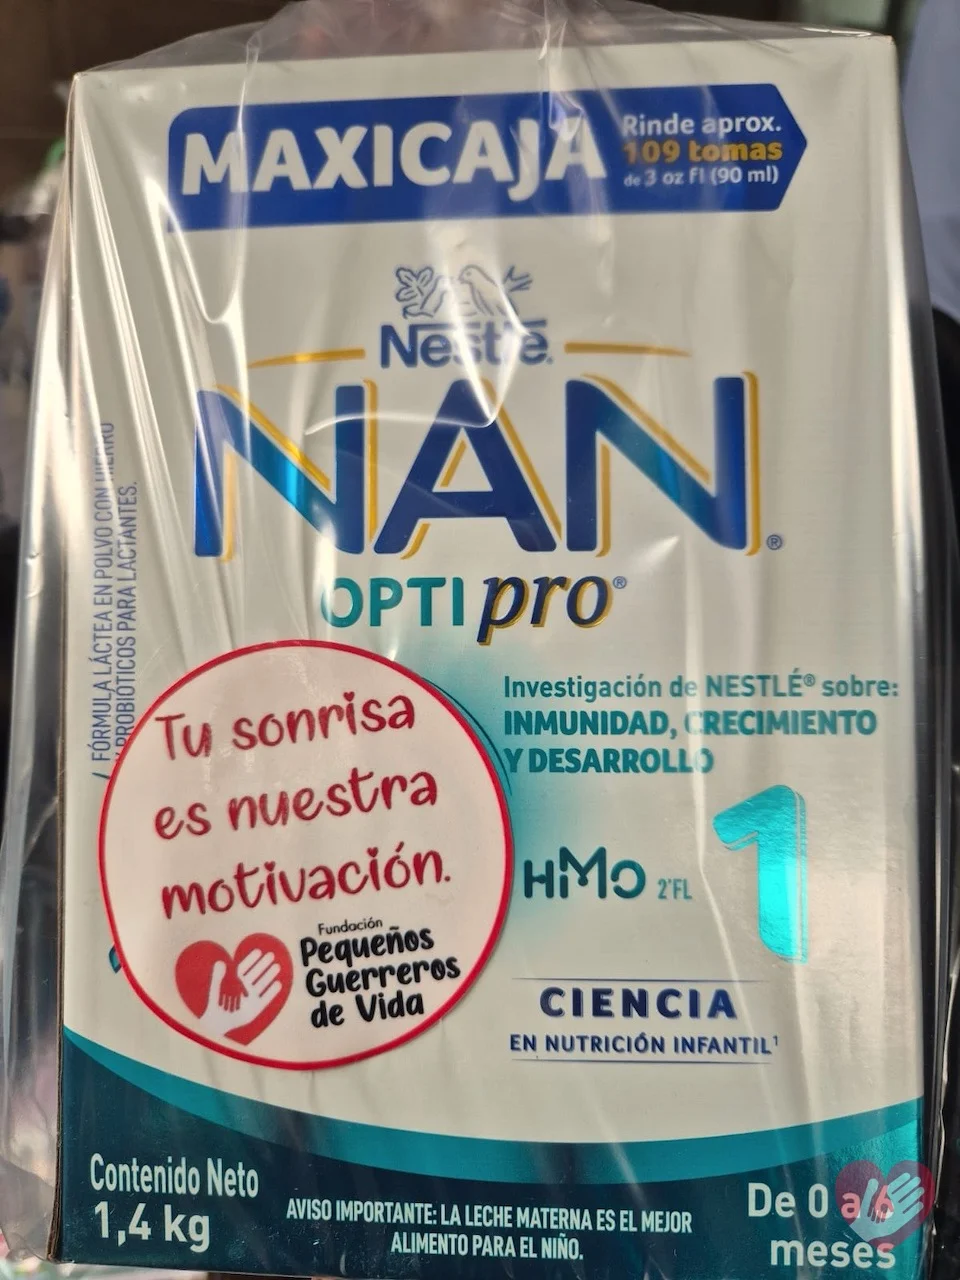 MAXICAJA
Rinde aprox.
109 tomas
de 3 oz fl (90 ml)
Nestlé®
NAN®
OPTIpro®
FÓRMULA LÁCTEA EN POLVO CON HIERRO
Y PROBIÓTICOS PARA LACTANTES.
Investigación de NESTLÉ® sobre:
INMUNIDAD, CRECIMIENTO
Y DESARROLLO
HMO 2'FL
1
Tu sonrisa
es nuestra
motivación.
Fundación
Pequeños
Guerreros
de Vida
CIENCIA
EN NUTRICIÓN INFANTIL¹
Contenido Neto
1,4 kg
AVISO IMPORTANTE: LA LECHE MATERNA ES EL MEJOR
ALIMENTO PARA EL NIÑO.
De 0 a 6
meses